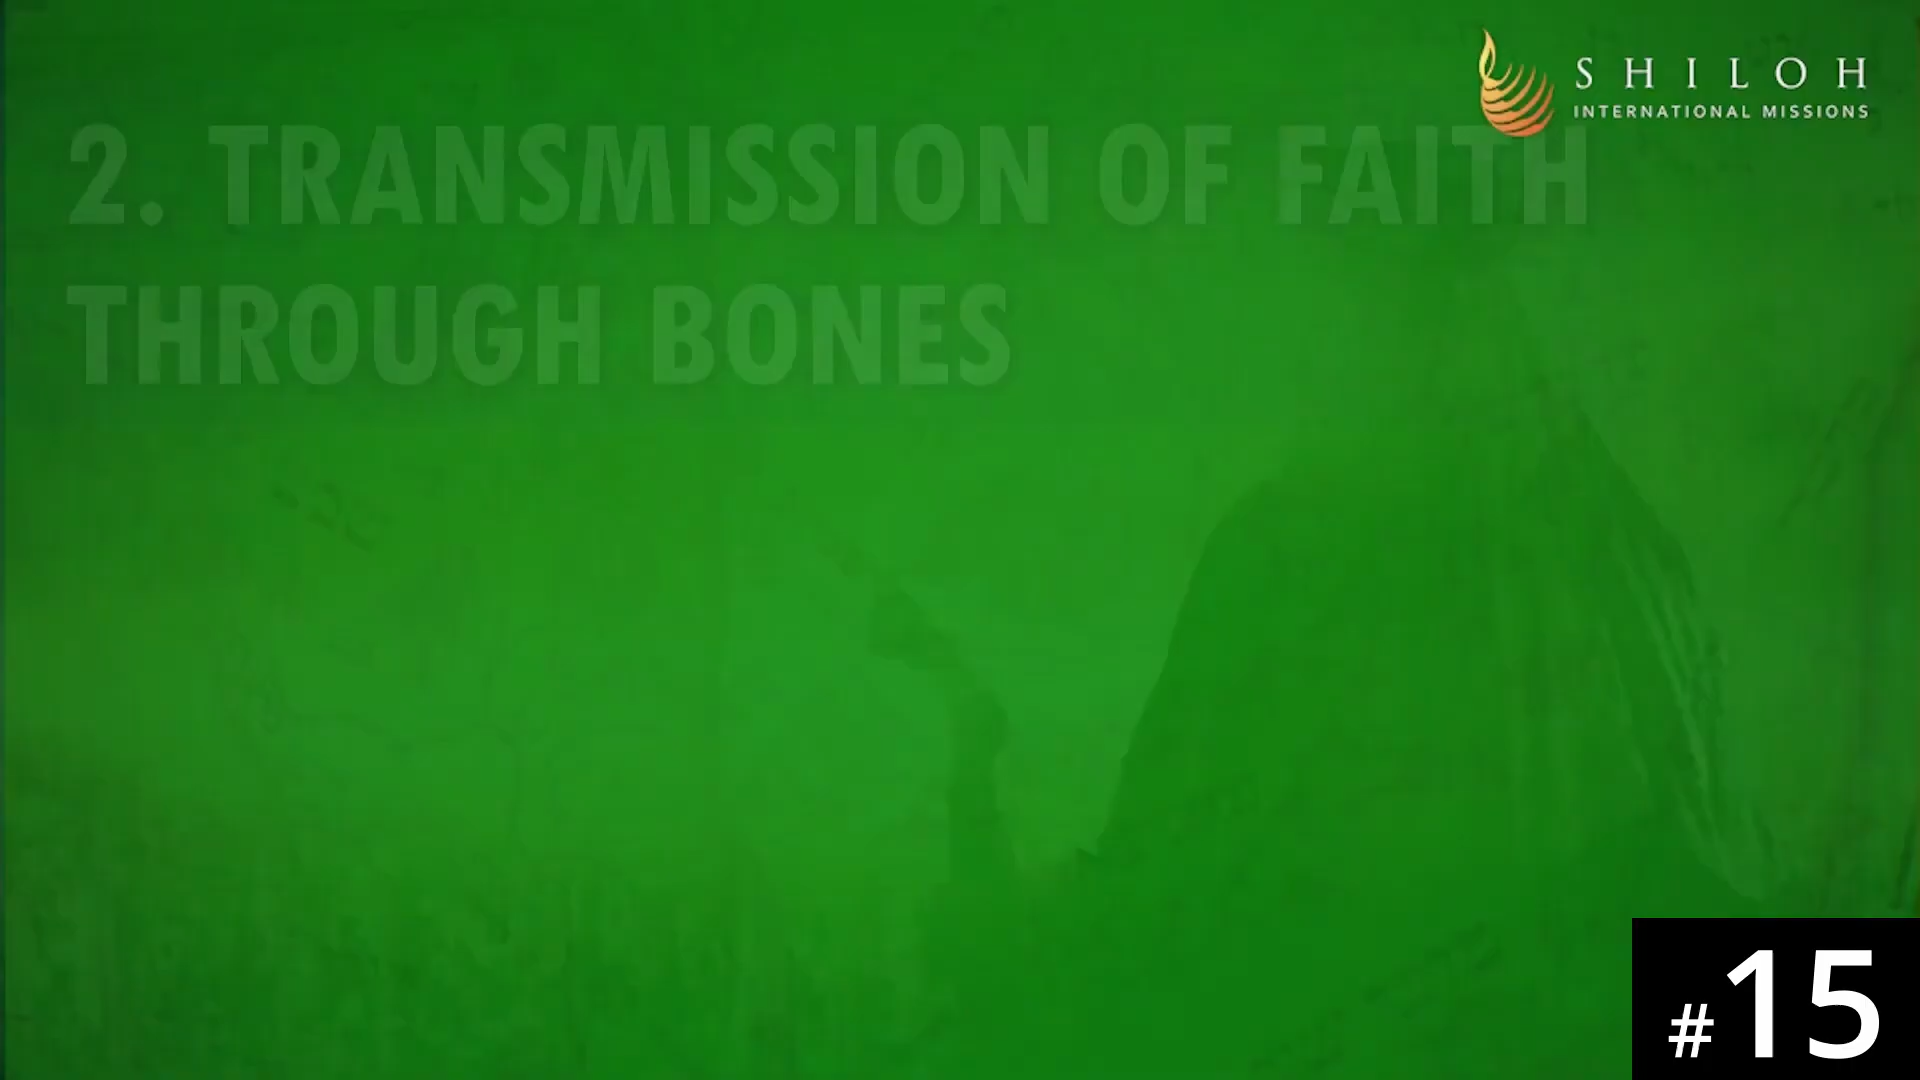 SHILOH
INTERNATIONAL MISSIONS
2. TRANSMISSION OF FAITH
THROUGH BONES
#15